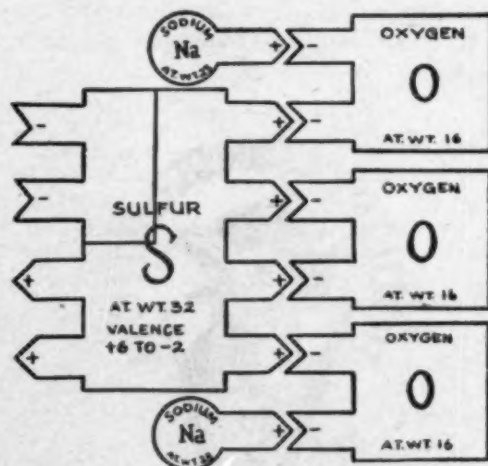 SODIUM
Na
AT. WT. 23
+
-
OXYGEN
O
AT. WT. 16
+
-
-
-
+
+
SULFUR
S
AT. WT. 32
VALENCE
+6 TO -2
+
-
OXYGEN
O
AT. WT. 16
+
-
+
-
OXYGEN
O
AT. WT. 16
+
-
SODIUM
Na
AT. WT. 23